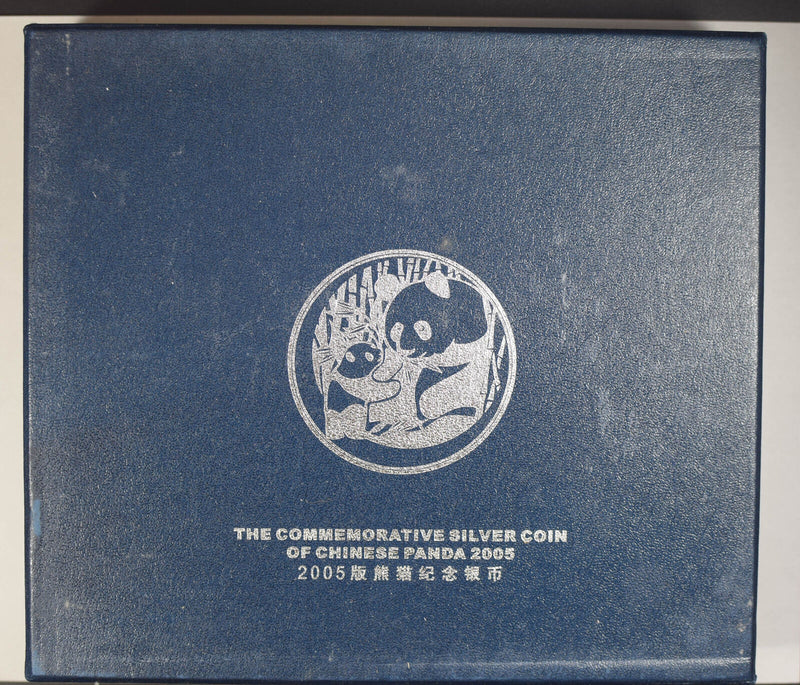 THE COMMEMORATIVE SILVER COIN
OF CHINESE PANDA 2005
2005版熊猫纪念银币